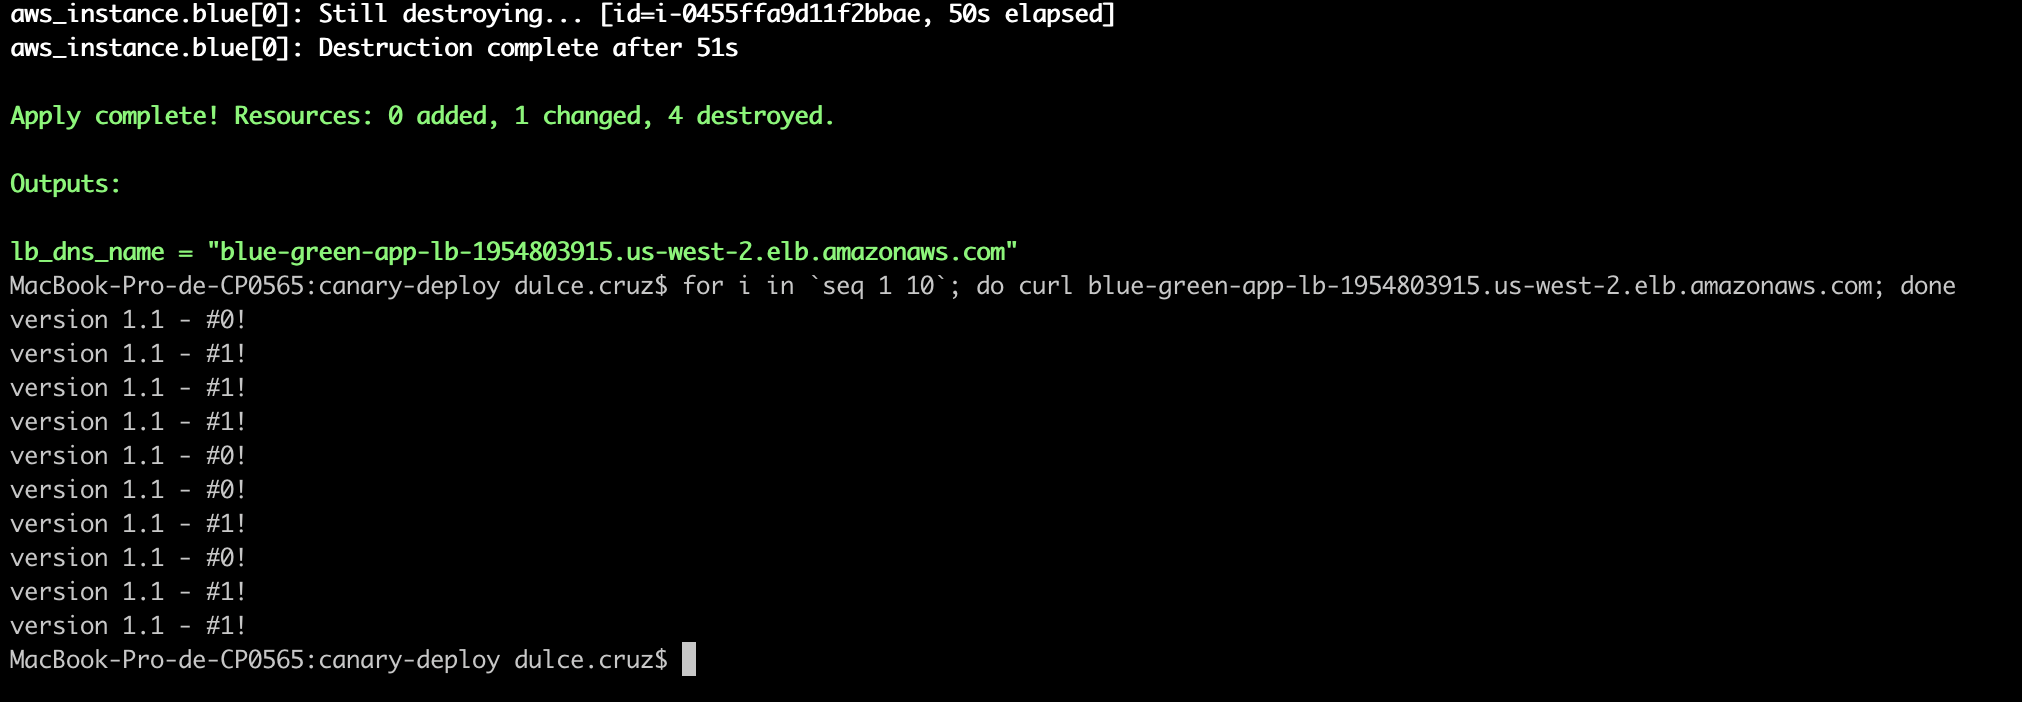 aws_instance.blue[0]: Still destroying... [id=i-0455ffa9d11f2bbae, 50s elapsed]
aws_instance.blue[0]: Destruction complete after 51s
Apply complete! Resources: 0 added, 1 changed, 4 destroyed.
Outputs:
lb_dns_name = "blue-green-app-lb-1954803915.us-west-2.elb.amazonaws.com"
MacBook-Pro-de-CP0565:canary-deploy dulce.cruz$ for i in `seq 1 10`; do curl blue-green-app-lb-1954803915.us-west-2.elb.amazonaws.com; done
version 1.1 - #0!
version 1.1 - #1!
version 1.1 - #1!
version 1.1 - #1!
version 1.1 - #0!
version 1.1 - #0!
version 1.1 - #1!
version 1.1 - #0!
version 1.1 - #1!
version 1.1 - #1!
MacBook-Pro-de-CP0565:canary-deploy dulce.cruz$